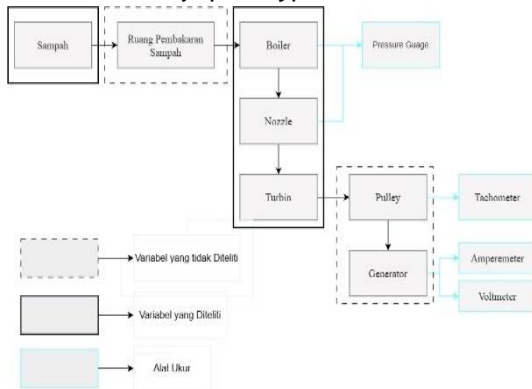 Sampah
Ruang Pembakaran
Sampah
Boiler
Pressure Guage
Nozzle
Turbin
Pulley
Tachometer
Generator
Amperemeter
Voltmeter
Variabel yang tidak Diteliti
Variabel yang Diteliti
Alat Ukur